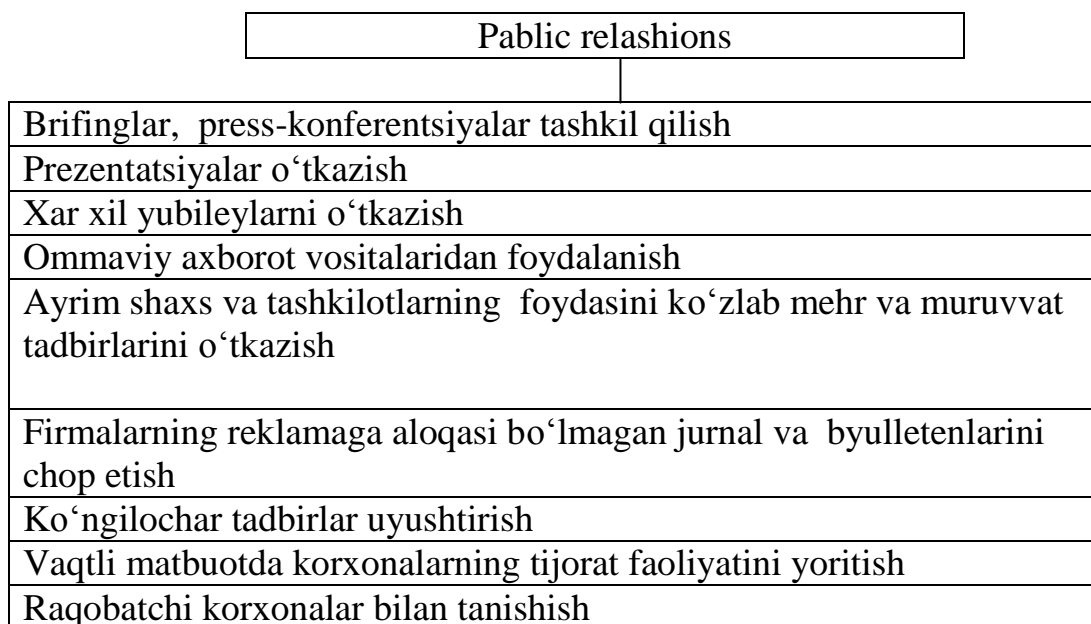 Pablic relashions
Brifinglar, press-konferentsiyalar tashkil qilish
Prezentatsiyalar o‘tkazish
Xar xil yubileylarni o‘tkazish
Ommaviy axborot vositalaridan foydalanish
Ayrim shaxs va tashkilotlarning foydasini ko‘zlab mehr va muruvvat
tadbirlarini o‘tkazish
Firmalarning reklamaga aloqasi bo‘lmagan jurnal va byulletenlarini
chop etish
Ko‘ngilochar tadbirlar uyushtirish
Vaqtli matbuotda korxonalarning tijorat faoliyatini yoritish
Raqobatchi korxonalar bilan tanishish